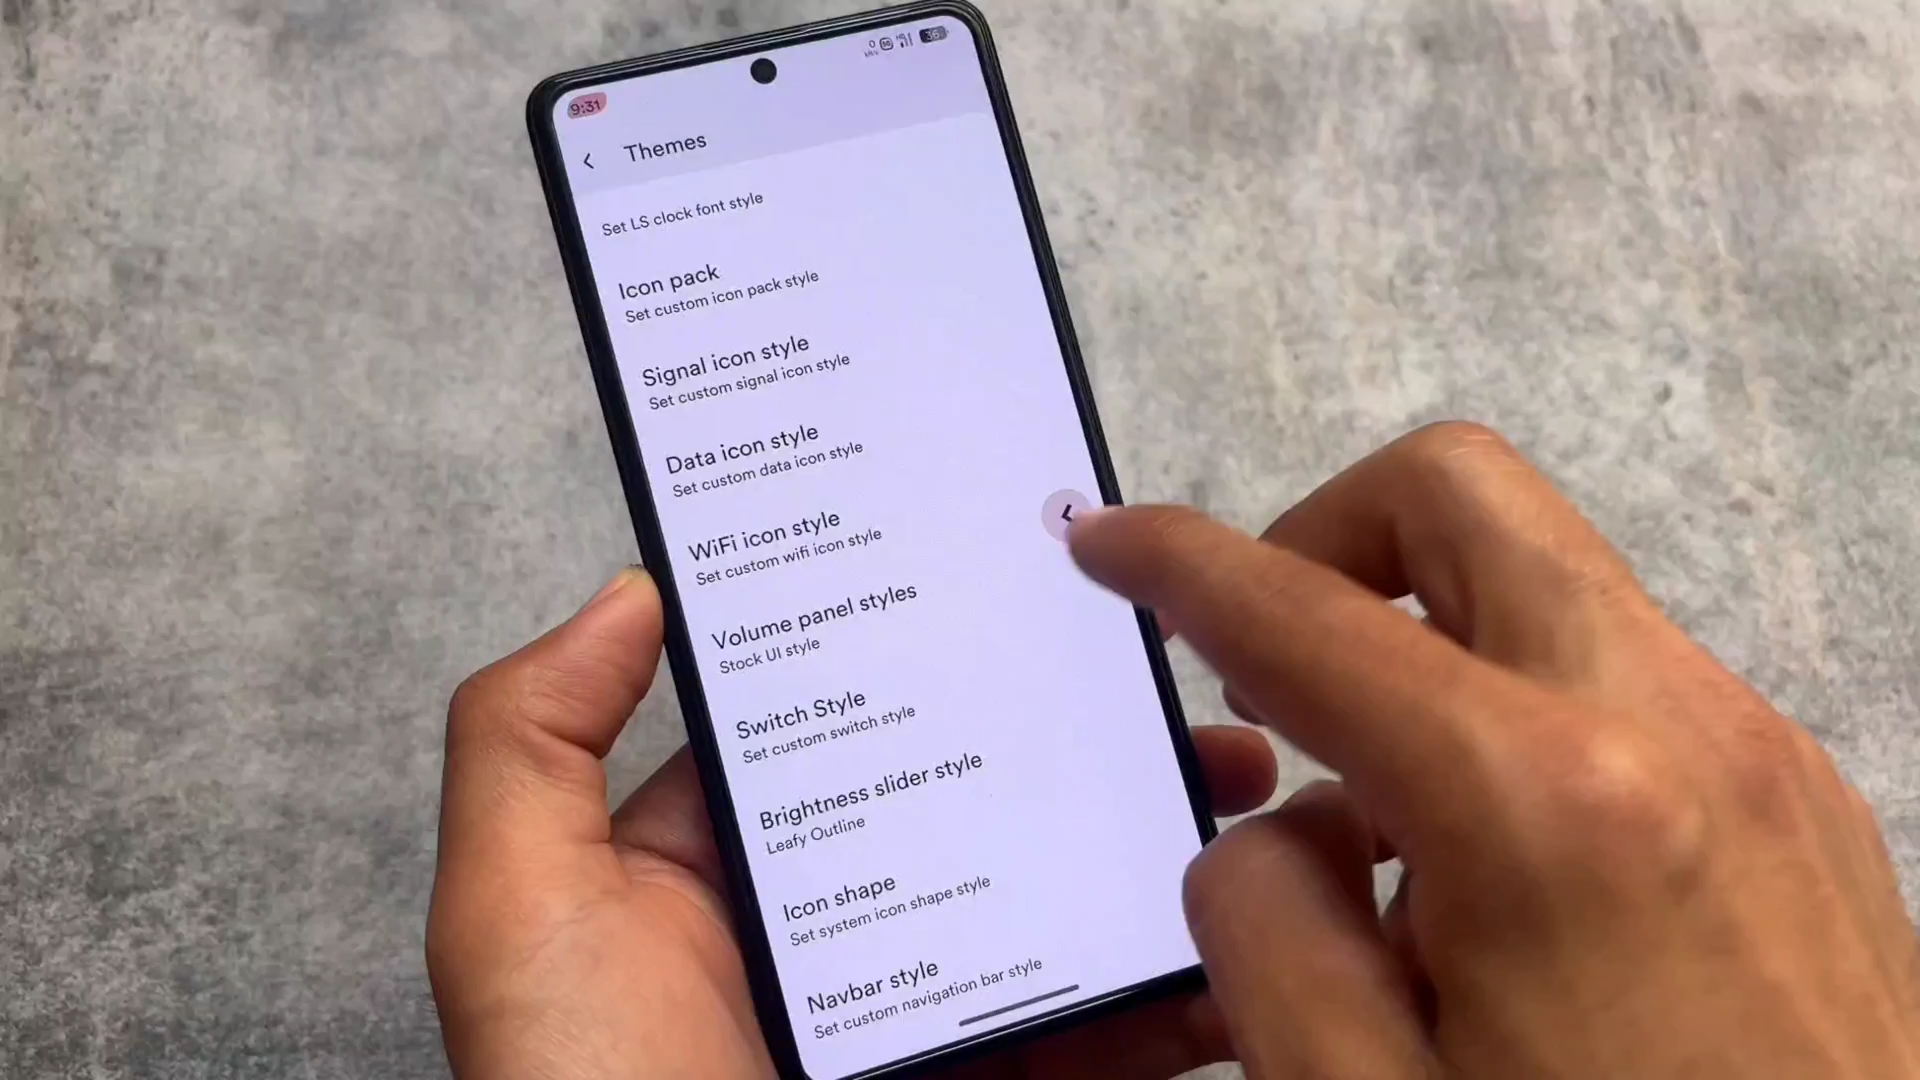 9:31
0
36
Themes
Set LS clock font style
Icon pack
Set custom icon pack style
Signal icon style
Set custom signal icon style
Data icon style
Set custom data icon style
WiFi icon style
Set custom wifi icon style
Volume panel styles
Stock UI style
Switch Style
Set custom switch style
Brightness slider style
Leafy Outline
Icon shape
Set system icon shape style
Navbar style
Set custom navigation bar style